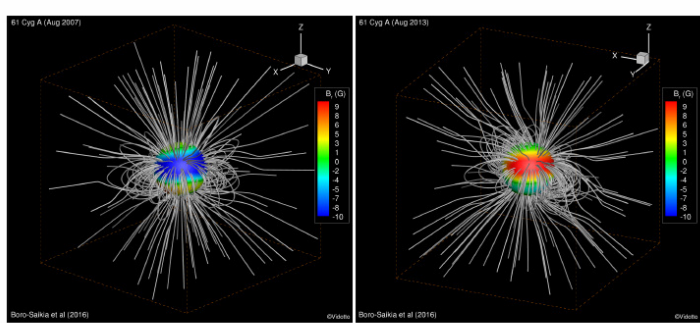 61 Cyg A (Aug 2007)
Z
X
Y
Br (G)
9
8
6
5
3
1
0
-2
-4
-5
-7
-8
-10
Boro-Saikia et al (2016)
©Vidotto
61 Cyg A (Aug 2013)
Z
X
Y
Br (G)
9
8
6
5
3
1
0
-2
-4
-5
-7
-8
-10
Boro-Saikia et al (2016)
©Vidotto